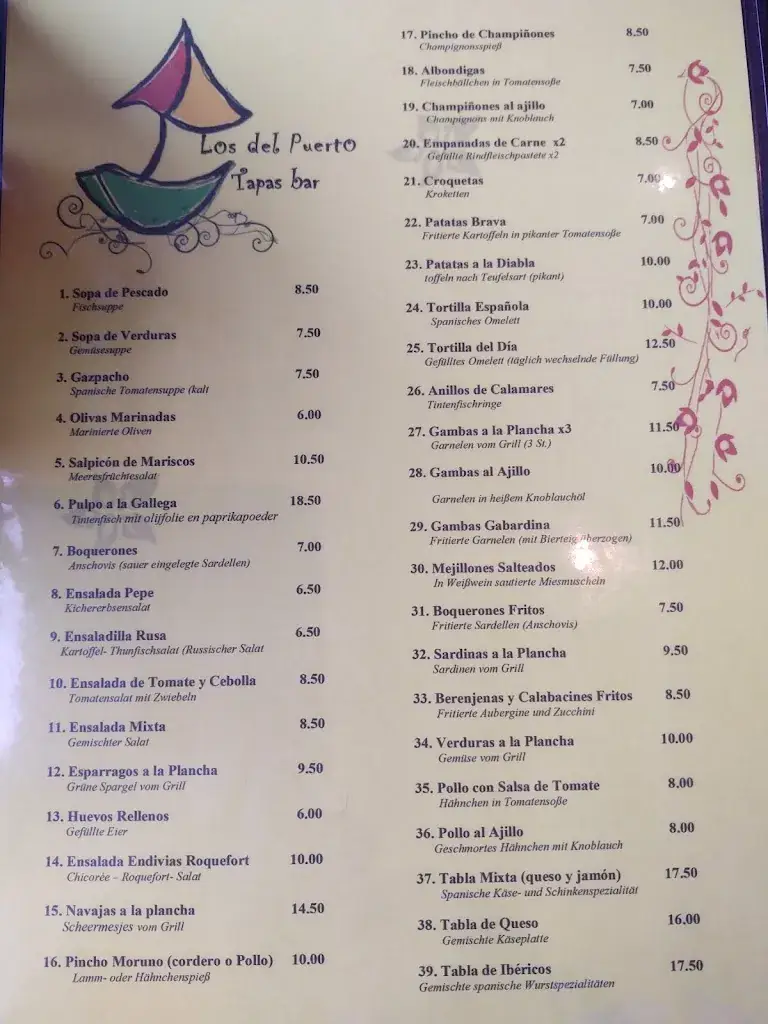 Los del Puerto
Tapas bar
1. Sopa de Pescado 8.50
Fischsuppe
2. Sopa de Verduras 7.50
Gemüsesuppe
3. Gazpacho 7.50
Spanische Tomatensuppe (kalt
4. Olivas Marinadas 6.00
Marinierte Oliven
5. Salpicón de Mariscos 10.50
Meeresfrüchtesalat
6. Pulpo a la Gallega 18.50
Tintenfisch mit olijfolie en paprikapoeder
7. Boquerones 7.00
Anschovis (sauer eingelegte Sardellen)
8. Ensalada Pepe 6.50
Kichererbsensalat
9. Ensaladilla Rusa 6.50
Kartoffel- Thunfischsalat (Russischer Salat
10. Ensalada de Tomate y Cebolla 8.50
Tomatensalat mit Zwiebeln
11. Ensalada Mixta 8.50
Gemischter Salat
12. Esparragos a la Plancha 9.50
Grüne Spargel vom Grill
13. Huevos Rellenos 6.00
Gefüllte Eier
14. Ensalada Endivias Roquefort 10.00
Chicorée – Roquefort- Salat
15. Navajas a la plancha 14.50
Scheermesjes vom Grill
16. Pincho Moruno (cordero o Pollo) 10.00
Lamm- oder Hähnchenspieß
17. Pincho de Champiñones 8.50
Champignonsspieß
18. Albondigas 7.50
Fleischbällchen in Tomatensoße
19. Champiñones al ajillo 7.00
Champignons mit Knoblauch
20. Empanadas de Carne x2 8.50
Gefüllte Rindfleischpastete x2
21. Croquetas 7.00
Kroketten
22. Patatas Brava 7.00
Fritierte Kartoffeln in pikanter Tomatensoße
23. Patatas a la Diabla 10.00
toffeln nach Teufelsart (pikant)
24. Tortilla Española 10.00
Spanisches Omelett
25. Tortilla del Día 12.50
Gefülltes Omelett (täglich wechselnde Füllung)
26. Anillos de Calamares 7.50
Tintenfischringe
27. Gambas a la Plancha x3 11.50
Garnelen vom Grill (3 St.)
28. Gambas al Ajillo 10.00
Garnelen in heißem Knoblauchöl
29. Gambas Gabardina 11.50
Fritierte Garnelen (mit Bierteig überzogen)
30. Mejillones Salteados 12.00
In Weißwein sautierte Miesmuscheln
31. Boquerones Fritos 7.50
Fritierte Sardellen (Anschovis)
32. Sardinas a la Plancha 9.50
Sardinen vom Grill
33. Berenjenas y Calabacines Fritos 8.50
Fritierte Aubergine und Zucchini
34. Verduras a la Plancha 10.00
Gemüse vom Grill
35. Pollo con Salsa de Tomate 8.00
Hähnchen in Tomatensoße
36. Pollo al Ajillo 8.00
Geschmortes Hähnchen mit Knoblauch
37. Tabla Mixta (queso y jamón) 17.50
Spanische Käse- und Schinkenspezialität
38. Tabla de Queso 16.00
Gemischte Käseplatte
39. Tabla de Ibéricos 17.50
Gemischte spanische Wurstspezialitäten